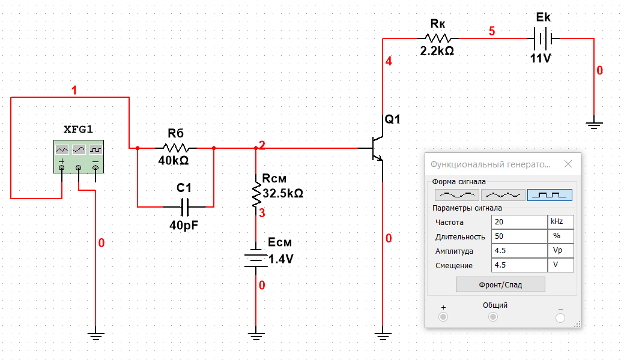 Rк
2.2kΩ
5
Eк
11V
0
4
1
XFG1
Rб
40kΩ
2
Q1
C1
40pF
Rсм
32.5kΩ
3
Eсм
1.4V
0
0
0
Функциональный генерато...
Форма сигнала
Параметры сигнала
Частота 20 kHz
Длительность 50 %
Амплитуда 4.5 Vp
Смещение 4.5 V
Фронт/Спад
+ Общий −